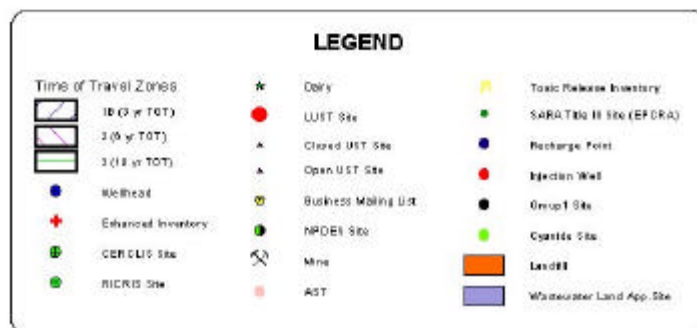 LEGEND
Time of Travel Zones
1B (3 yr TOT)
2 (6 yr TOT)
3 (10 yr TOT)
Wellhead
Enhanced Inventory
CERCLIS Site
RICRIS Site
Dairy
LUST Site
Closed UST Site
Open UST Site
Business Mailing List
NPDES Site
Mine
AST
Toxic Release Inventory
SARA Title III Site (EPCRA)
Recharge Point
Injection Well
Group1 Site
Cyanide Site
Landfill
Wastewater Land App. Site